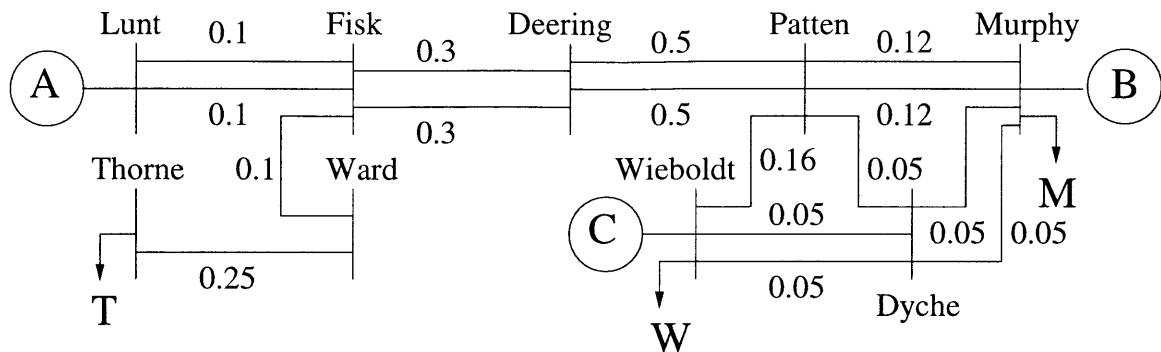 Lunt Fisk Deering Patten Murphy
0.1 0.3 0.5 0.12
A B
0.1 0.3 0.5 0.12
Thorne 0.1 Ward Wieboldt 0.16 0.05 M
C 0.05 0.05 0.05
T 0.25 W 0.05 Dyche